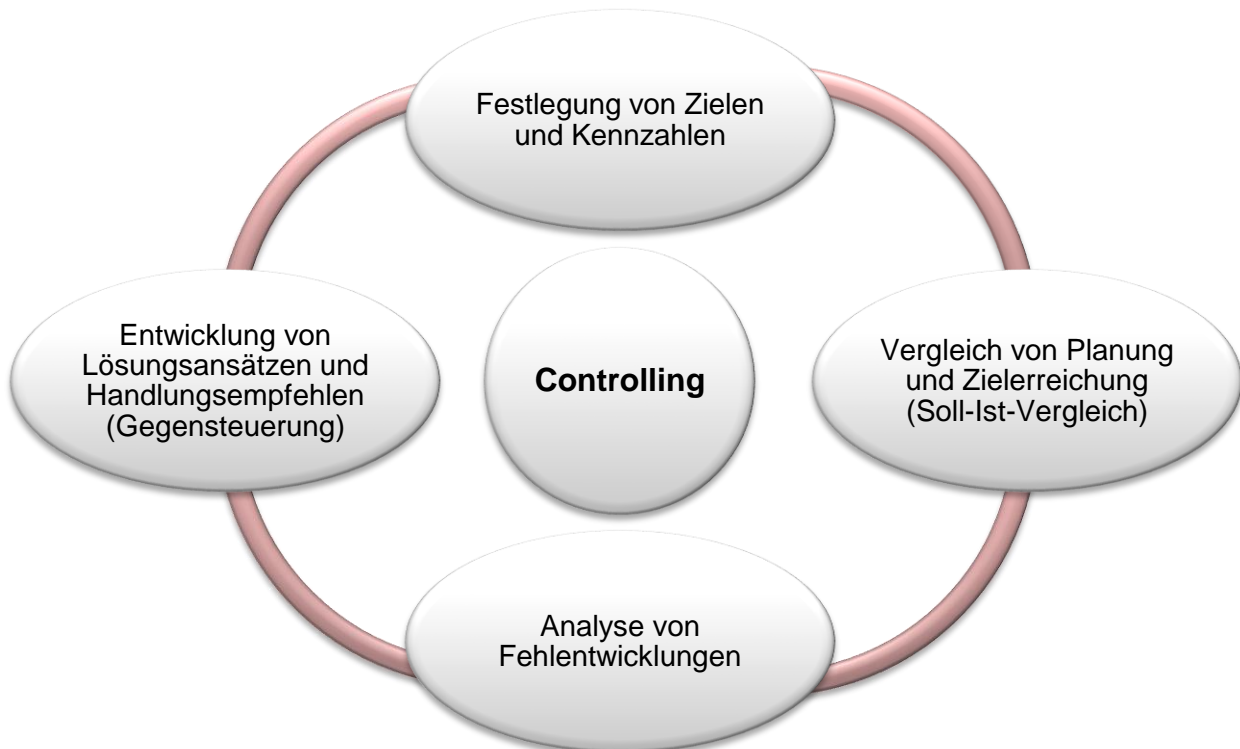 Festlegung von Zielen
und Kennzahlen
Entwicklung von
Lösungsansätzen und
Handlungsempfehlen
(Gegensteuerung)
Controlling
Vergleich von Planung
und Zielerreichung
(Soll-Ist-Vergleich)
Analyse von
Fehlentwicklungen